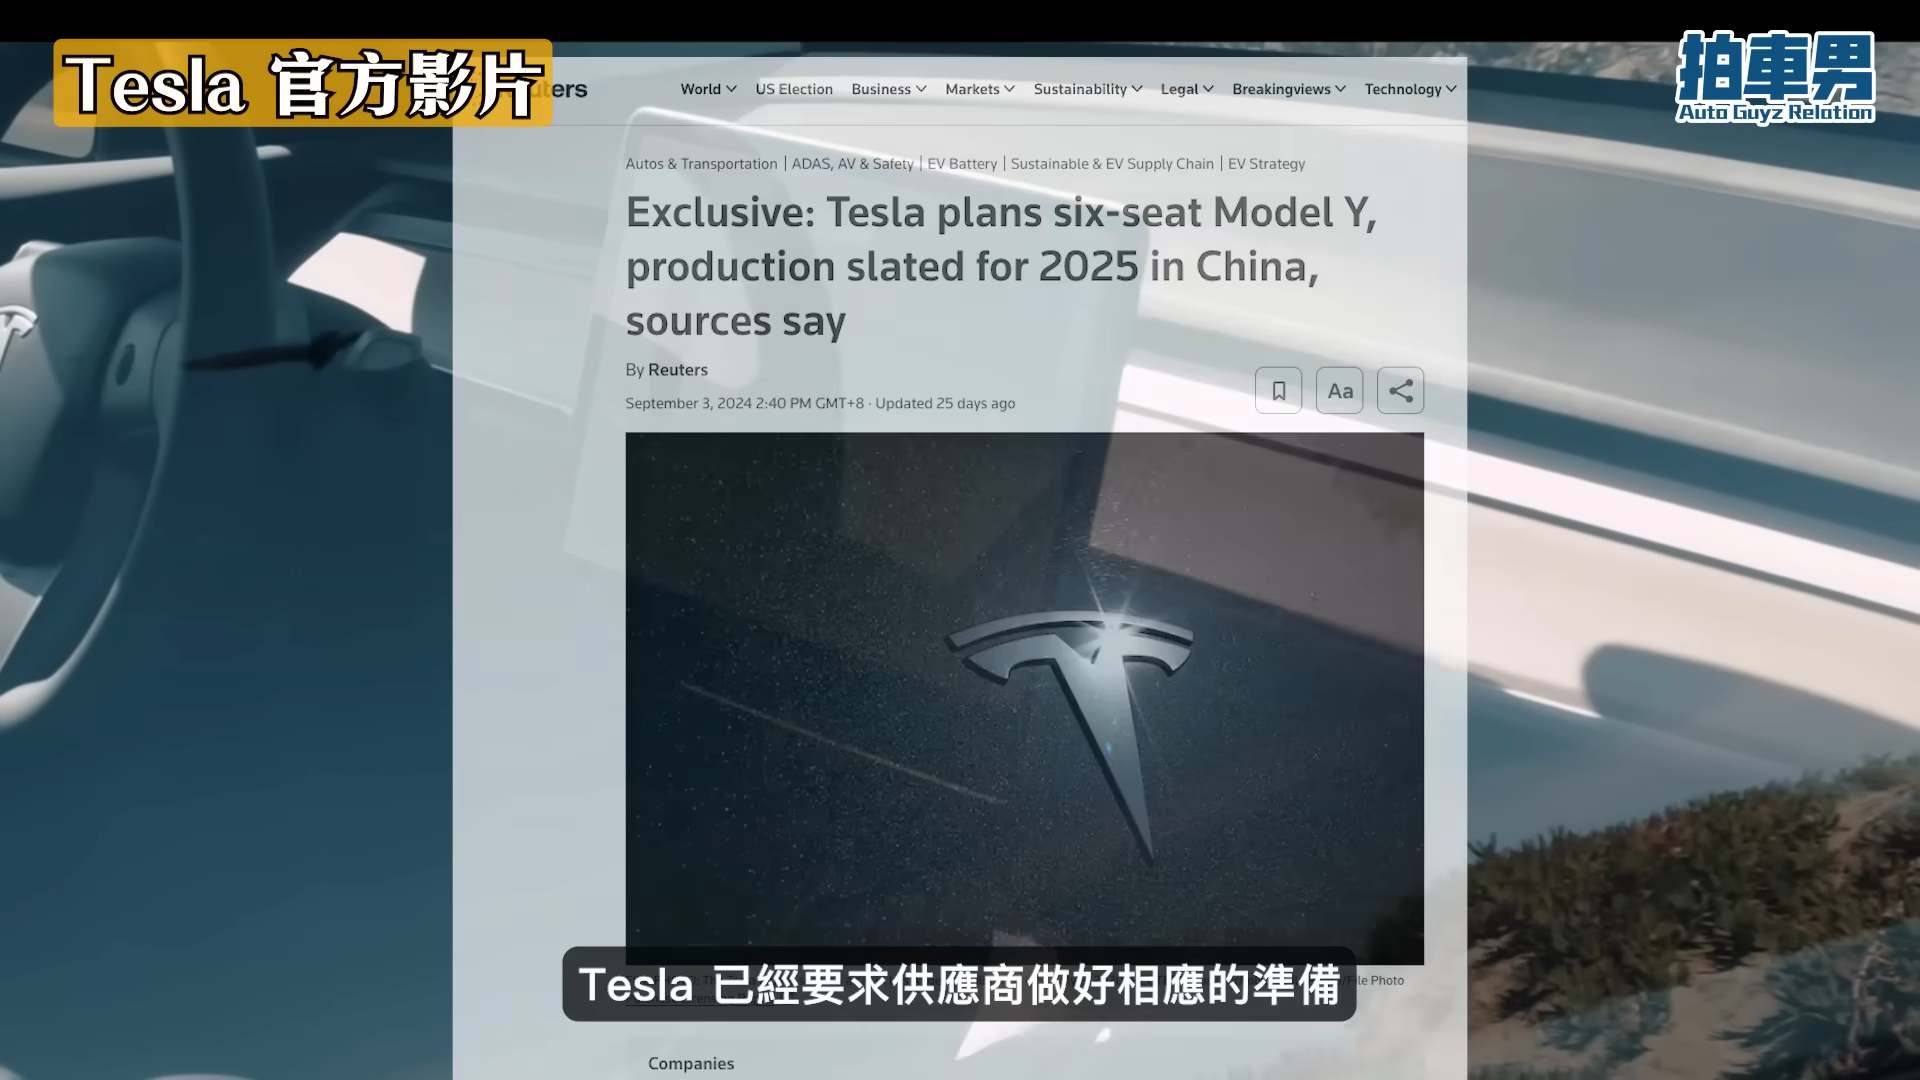 Tesla 官方影片
ters
拍車男
Auto Guyz Relation
World US Election Business Markets Sustainability Legal Breakingviews Technology
Autos & Transportation | ADAS, AV & Safety | EV Battery | Sustainable & EV Supply Chain | EV Strategy
Exclusive: Tesla plans six-seat Model Y,
production slated for 2025 in China,
sources say
By Reuters
September 3, 2024 2:40 PM GMT+8 · Updated 25 days ago
Aa
/File Photo
Tesla 已經要求供應商做好相應的準備
Companies